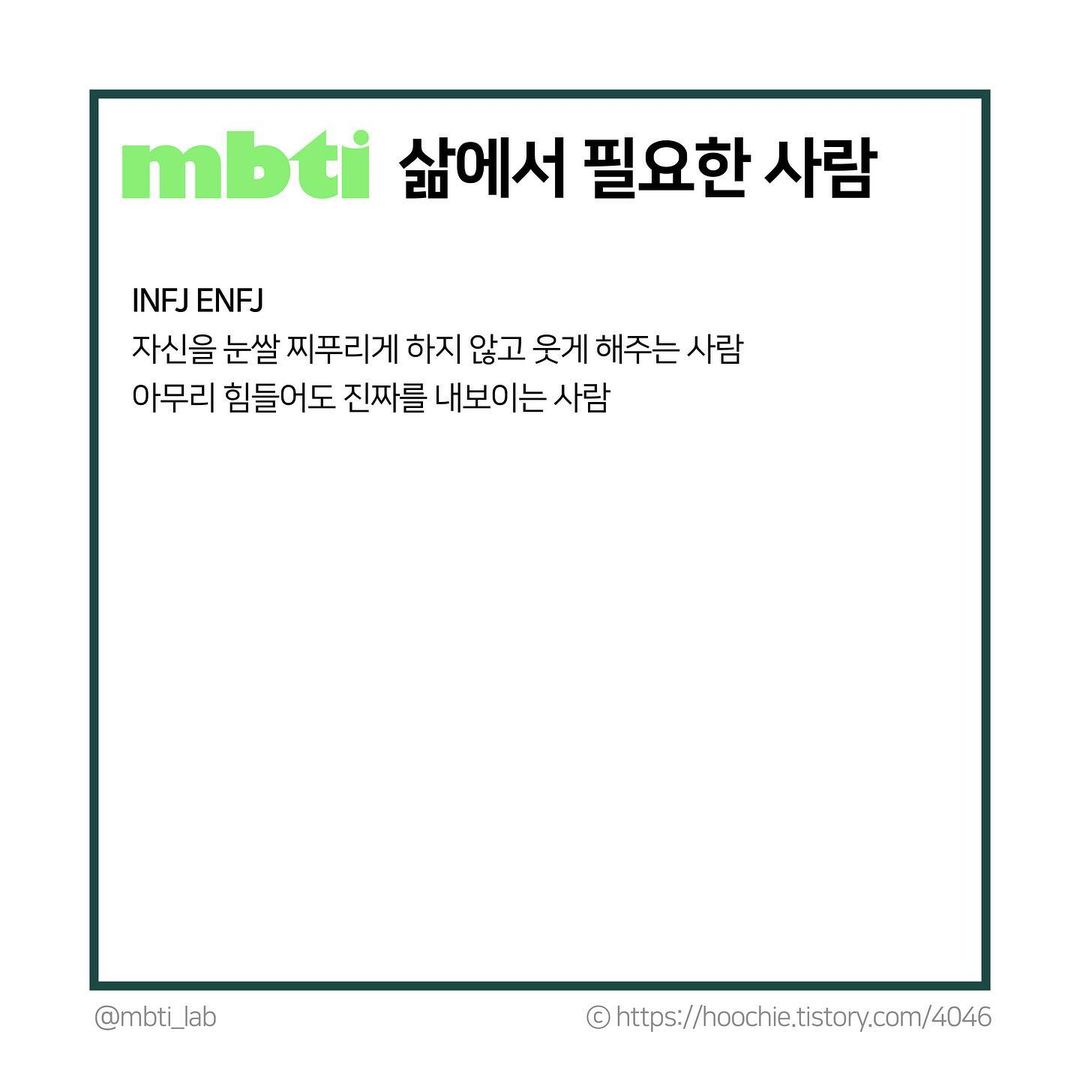 mbti 삶에서 필요한 사람
INFJ ENFJ
자신을 눈쌀 찌푸리게 하지 않고 웃게 해주는 사람
아무리 힘들어도 진짜를 내보이는 사람
@mbti_lab
ⓒ https://hoochie.tistory.com/4046